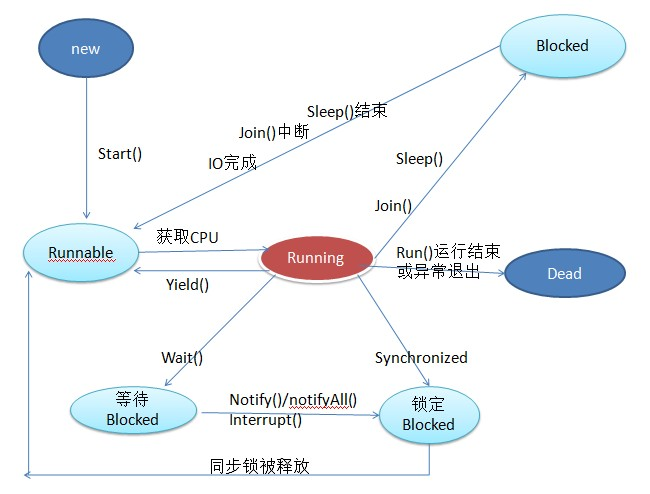 new
Blocked
Sleep()结束
Join()中断
Start()
IO完成
Sleep()
Join()
获取CPU
Runnable
Running
Run()运行结束
或异常退出
Dead
Yield()
Wait()
Synchronized
等待
Blocked
Notify()/notifyAll()
Interrupt()
锁定
Blocked
同步锁被释放